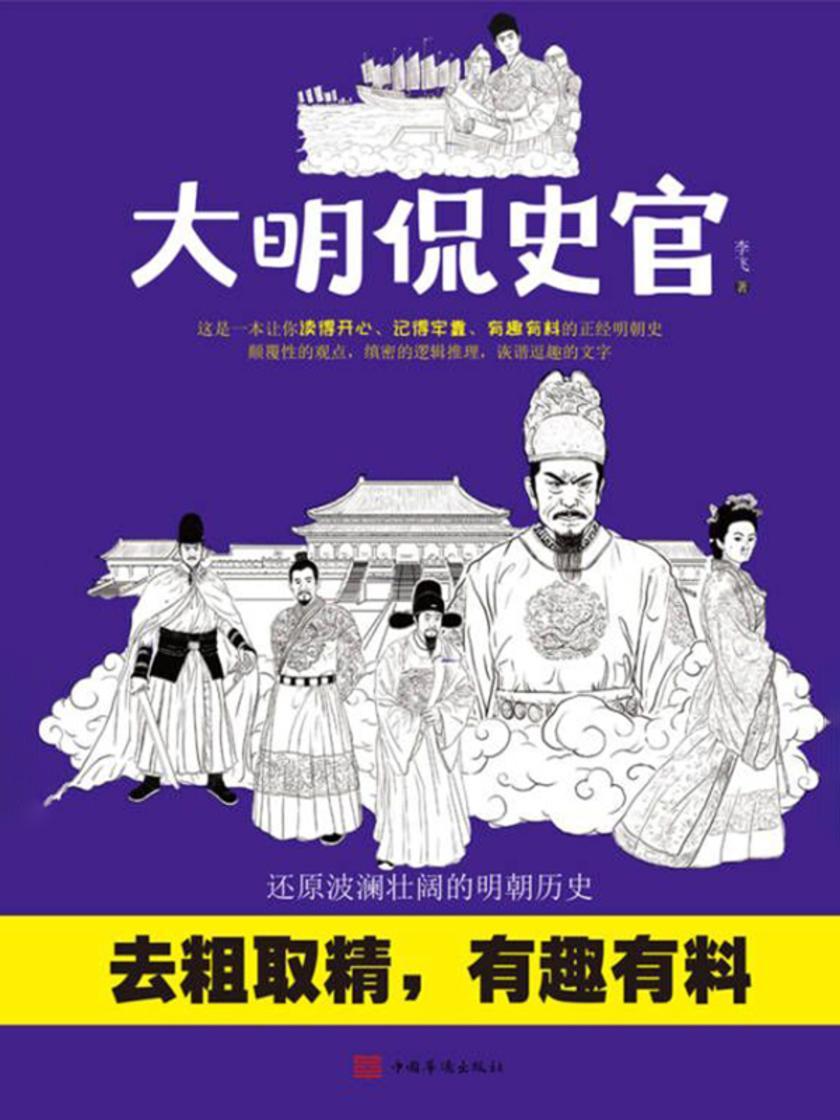 大明侃史官
李飞 著
这是一本让你读得开心、记得牢靠、有趣有料的正经明朝史
颠覆性的观点，缜密的逻辑推理，诙谐逗趣的文字
还原波澜壮阔的明朝历史
去粗取精，有趣有料
中国华侨出版社